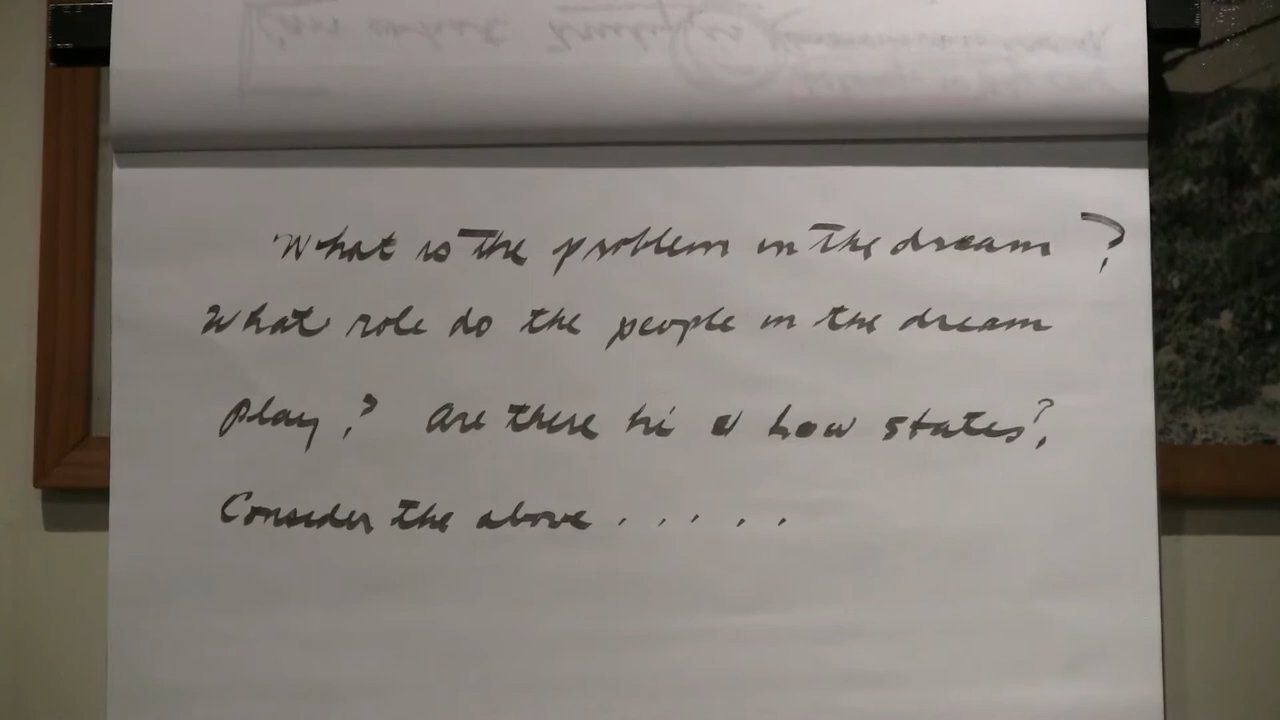 What is the problem in the dream?
What role do the people in the dream
play? Are there hi & low states?
Consider the above.....